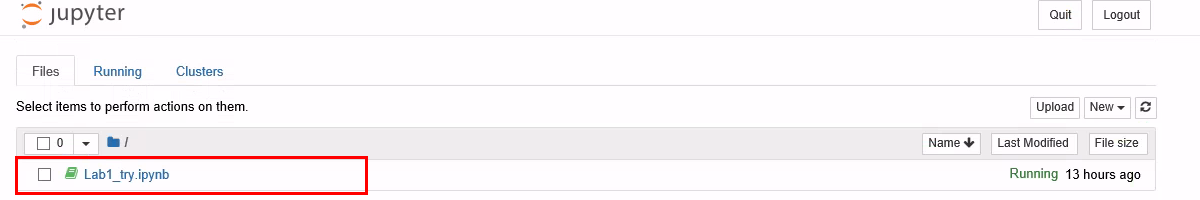 jupyter Quit Logout
Files Running Clusters
Select items to perform actions on them. Upload New
0 / Name Last Modified File size
Lab1_try.ipynb Running 13 hours ago